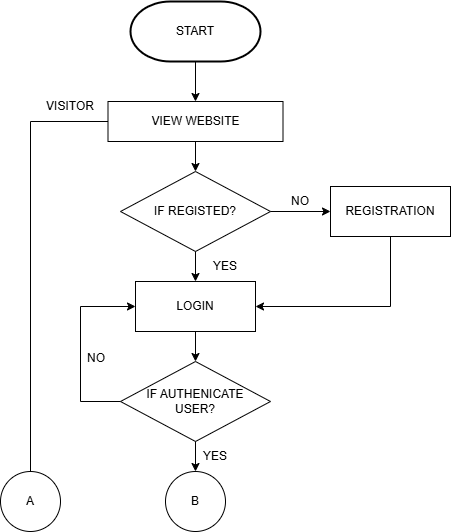 START
VISITOR
VIEW WEBSITE
IF REGISTED?
NO
REGISTRATION
YES
LOGIN
NO
IF AUTHENICATE
USER?
YES
A
B